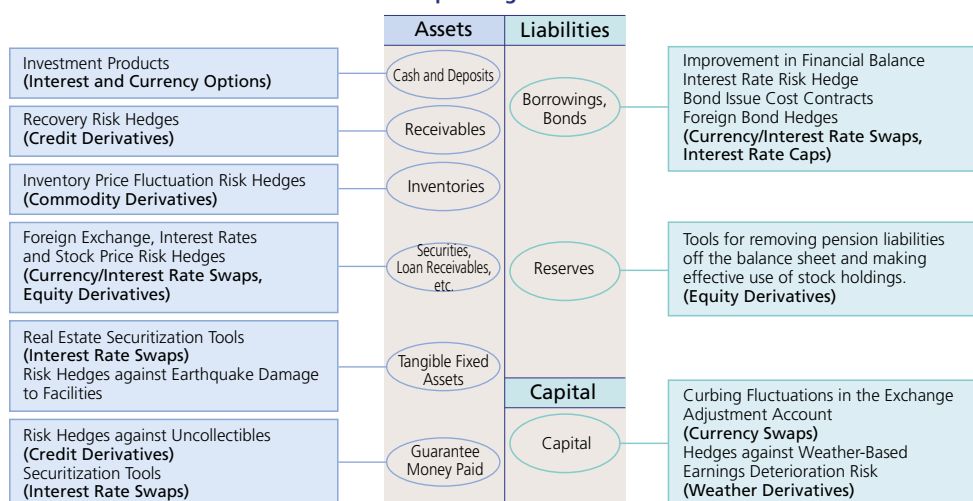 Assets
Liabilities
Investment Products
(Interest and Currency Options)
Recovery Risk Hedges
(Credit Derivatives)
Inventory Price Fluctuation Risk Hedges
(Commodity Derivatives)
Foreign Exchange, Interest Rates
and Stock Price Risk Hedges
(Currency/Interest Rate Swaps,
Equity Derivatives)
Real Estate Securitization Tools
(Interest Rate Swaps)
Risk Hedges against Earthquake Damage
to Facilities
Risk Hedges against Uncollectibles
(Credit Derivatives)
Securitization Tools
(Interest Rate Swaps)
Cash and Deposits
Receivables
Inventories
Securities,
Loan Receivables,
etc.
Tangible Fixed
Assets
Guarantee
Money Paid
Borrowings,
Bonds
Reserves
Capital
Capital
Improvement in Financial Balance
Interest Rate Risk Hedge
Bond Issue Cost Contracts
Foreign Bond Hedges
(Currency/Interest Rate Swaps,
Interest Rate Caps)
Tools for removing pension liabilities
off the balance sheet and making
effective use of stock holdings.
(Equity Derivatives)
Curbing Fluctuations in the Exchange
Adjustment Account
(Currency Swaps)
Hedges against Weather-Based
Earnings Deterioration Risk
(Weather Derivatives)